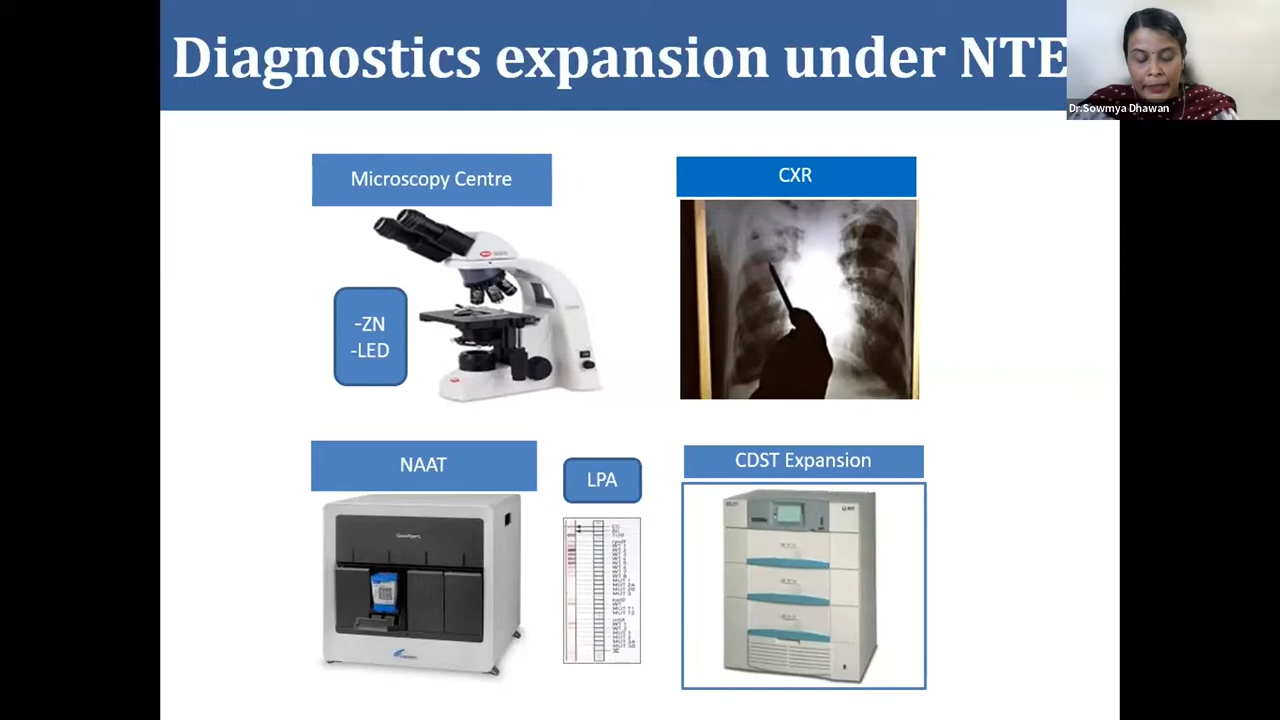 Diagnostics expansion under NTE
Dr.Sowmya Dhawan
Microscopy Centre
CXR
-ZN
-LED
NAAT
LPA
CDST Expansion